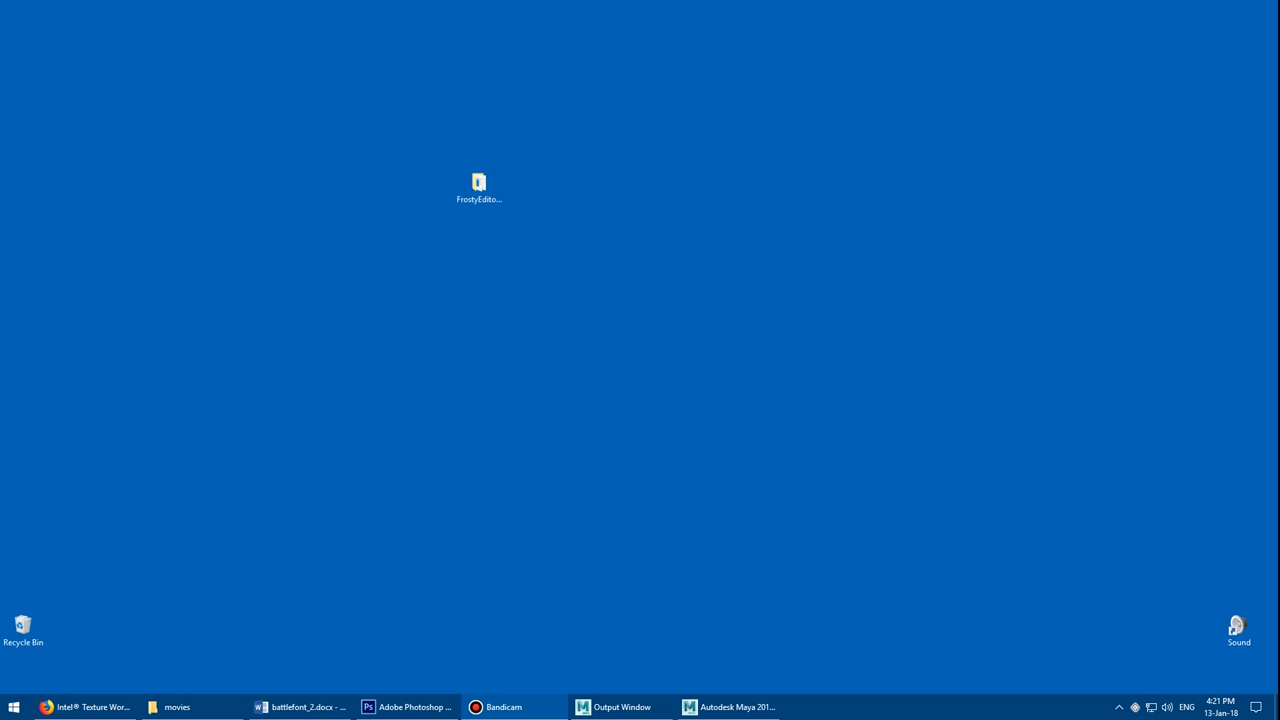 FrostyEdito...
Recycle Bin
Sound
Intel® Texture Wor...
movies
battlefont_2.docx - ...
Ps
Adobe Photoshop ...
Bandicam
Output Window
Autodesk Maya 201...
ENG
4:21 PM
13-Jan-18